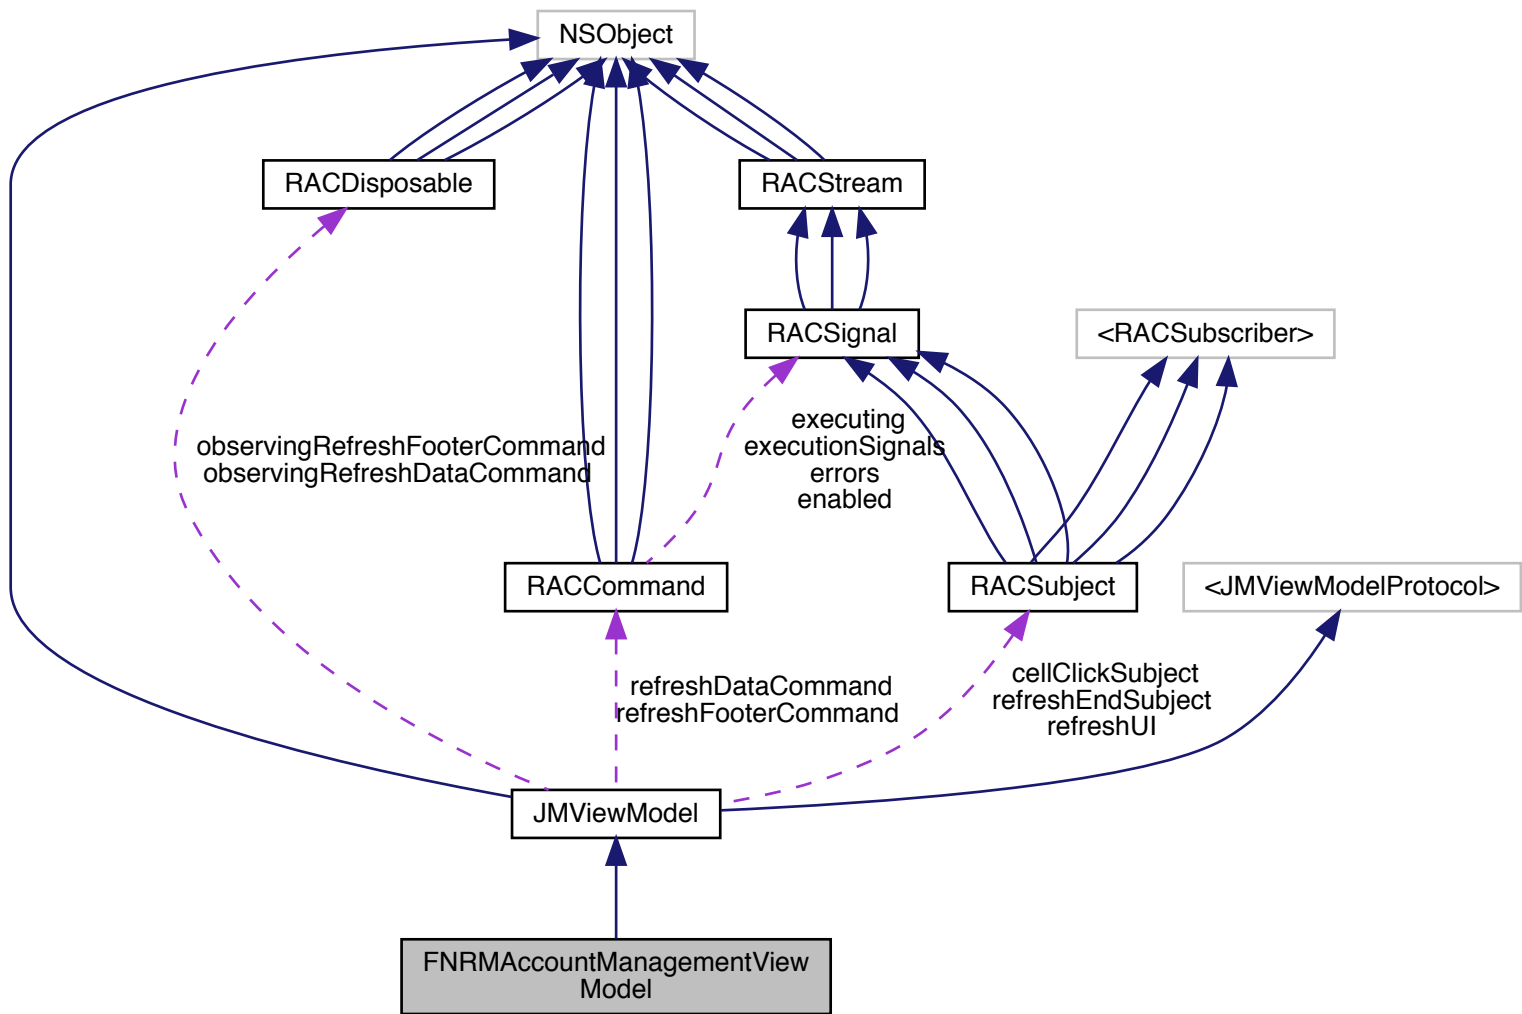 NSObject
RACDisposable
RACStream
RACSignal
<RACSubscriber>
executing
executionSignals
errors
enabled
observingRefreshFooterCommand
observingRefreshDataCommand
RACCommand
RACSubject
<JMViewModelProtocol>
refreshDataCommand
refreshFooterCommand
cellClickSubject
refreshEndSubject
refreshUI
JMViewModel
FNRMAccountManagementView
Model